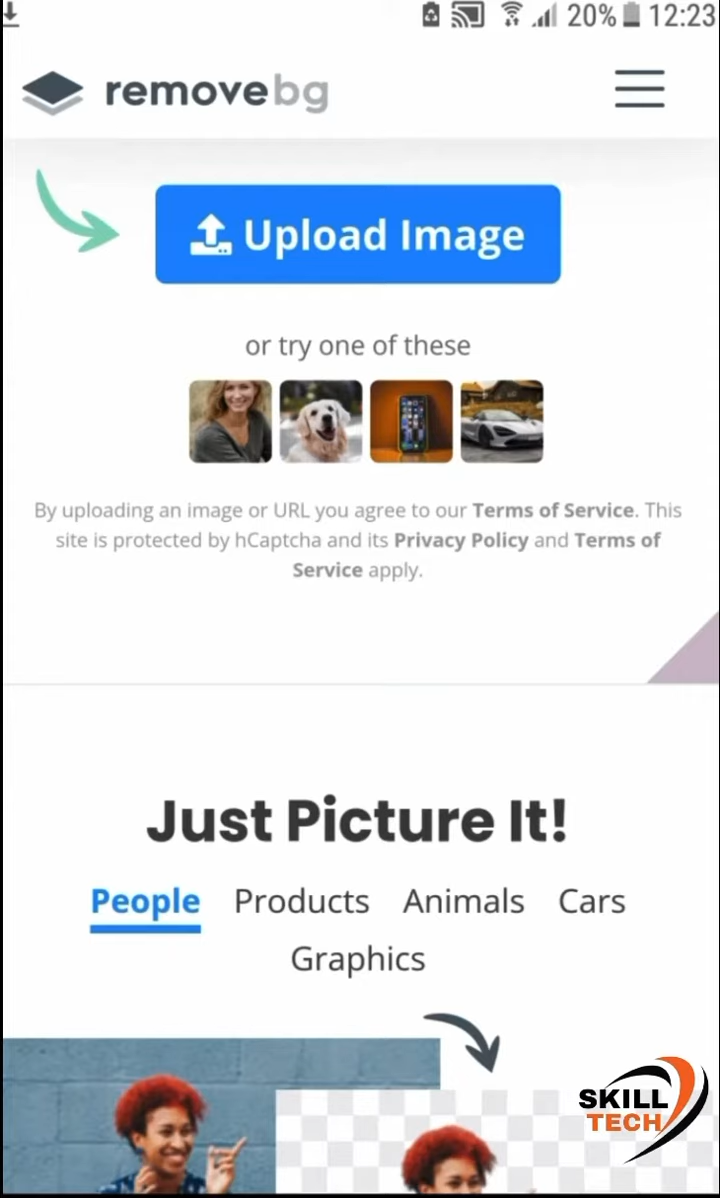 20% 12:23
removebg
Upload Image
or try one of these
By uploading an image or URL you agree to our Terms of Service. This
site is protected by hCaptcha and its Privacy Policy and Terms of
Service apply.
Just Picture It!
People Products Animals Cars
Graphics
SKILL
TECH